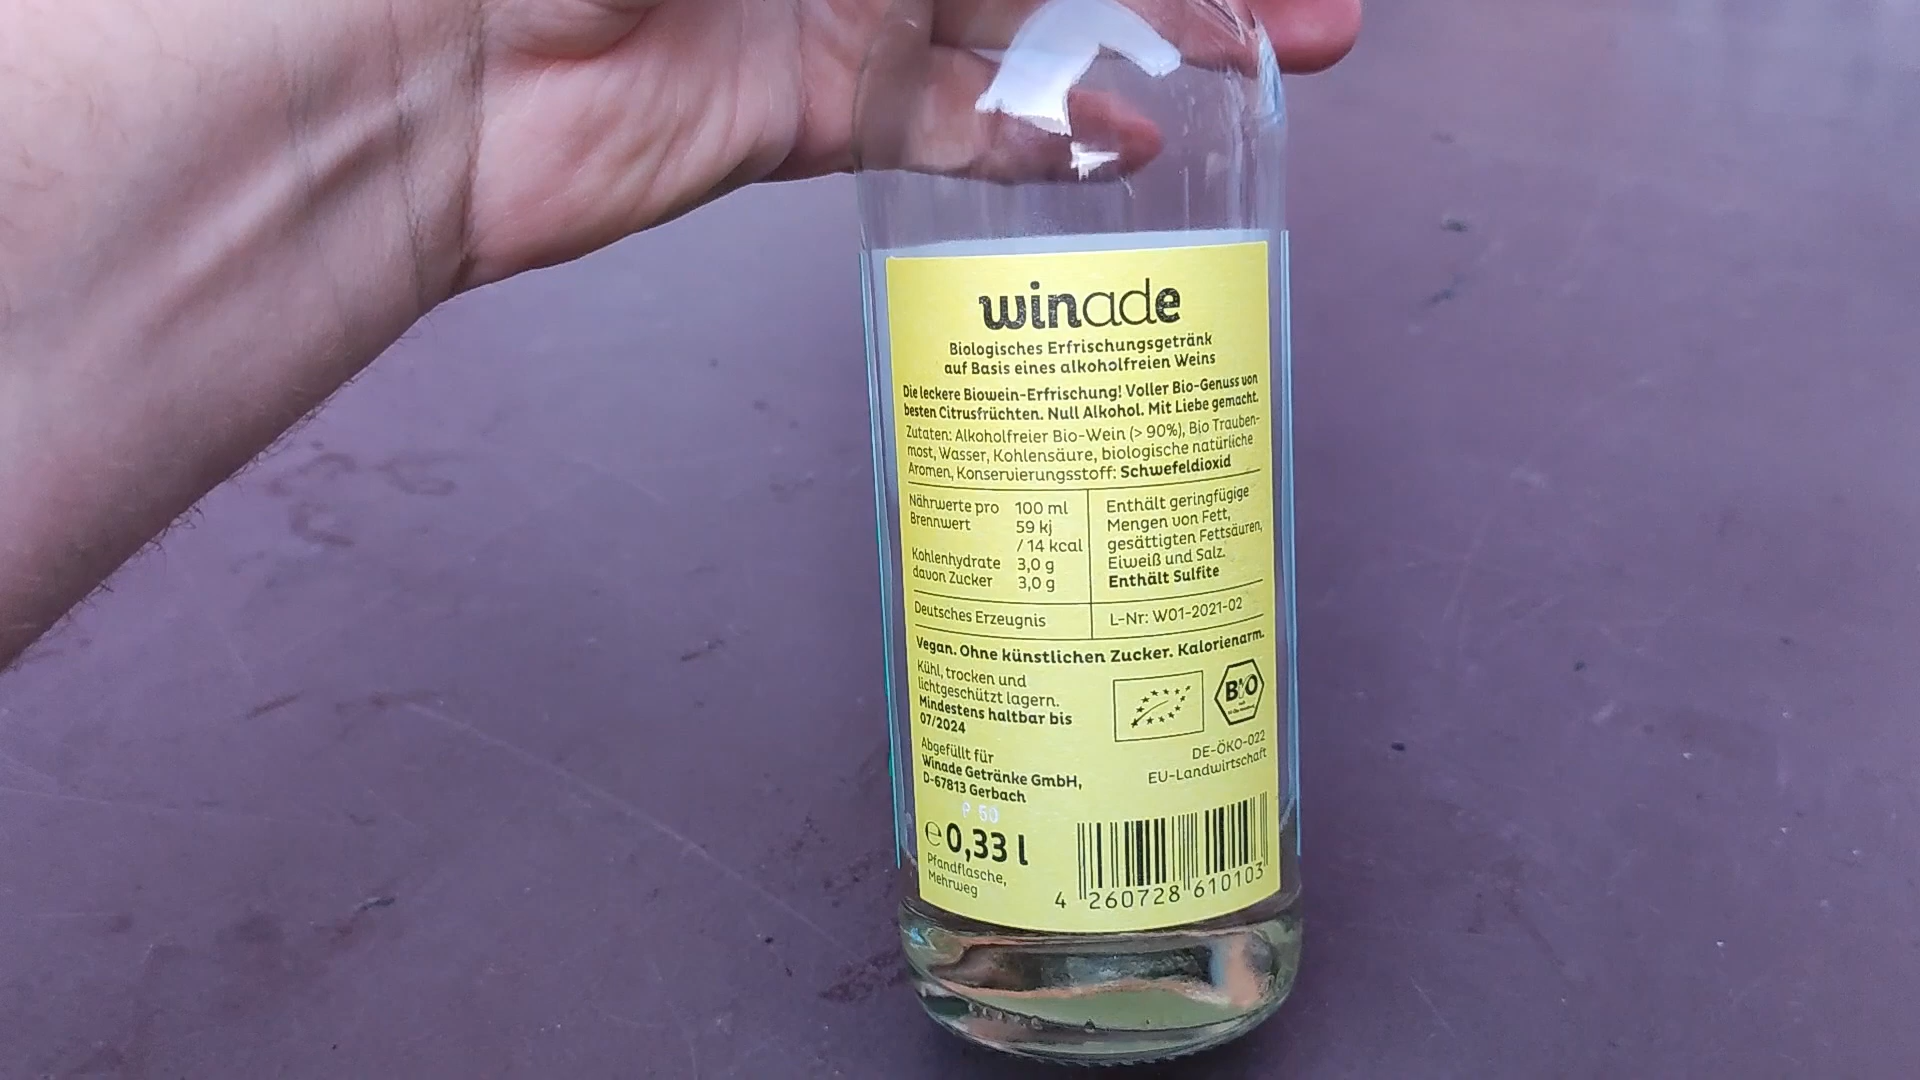 winade
Biologisches Erfrischungsgetränk
auf Basis eines alkoholfreien Weins
Die leckere Biowein-Erfrischung! Voller Bio-Genuss von
besten Citrusfrüchten. Null Alkohol. Mit Liebe gemacht.
Zutaten: Alkoholfreier Bio-Wein (> 90%), Bio Trauben-
most, Wasser, Kohlensäure, biologische natürliche
Aromen, Konservierungsstoff: Schwefeldioxid
Nährwerte pro 100 ml
Brennwert 59 kj
/ 14 kcal
Kohlenhydrate 3,0 g
davon Zucker 3,0 g
Enthält geringfügige
Mengen von Fett,
gesättigten Fettsäuren,
Eiweiß und Salz.
Enthält Sulfite
Deutsches Erzeugnis
L-Nr: W01-2021-02
Vegan. Ohne künstlichen Zucker. Kalorienarm.
Kühl, trocken und
lichtgeschützt lagern.
Mindestens haltbar bis
07/2024
BIO
DE-ÖKO-022
EU-Landwirtschaft
Abgefüllt für
Winade Getränke GmbH,
D-67813 Gerbach
e 0,33 l
Pfandflasche,
Mehrweg
4 260728 610103